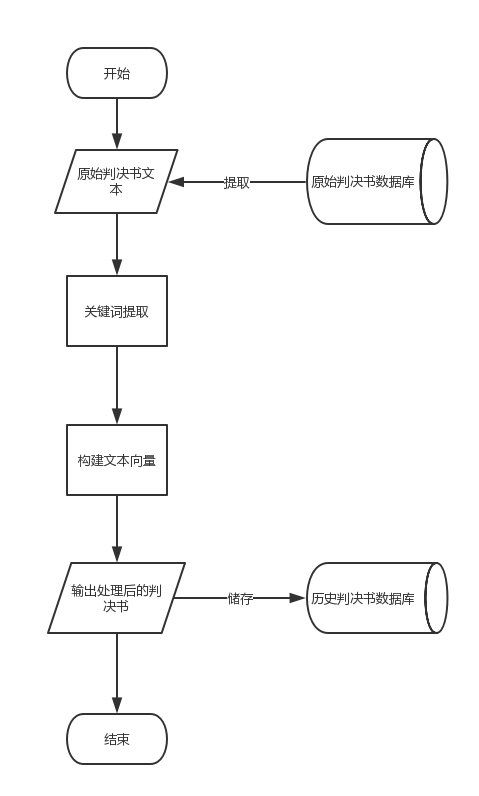 开始
原始判决书文
本
提取
原始判决书数据库
关键词提取
构建文本向量
输出处理后的判
决书
储存
历史判决书数据库
结束